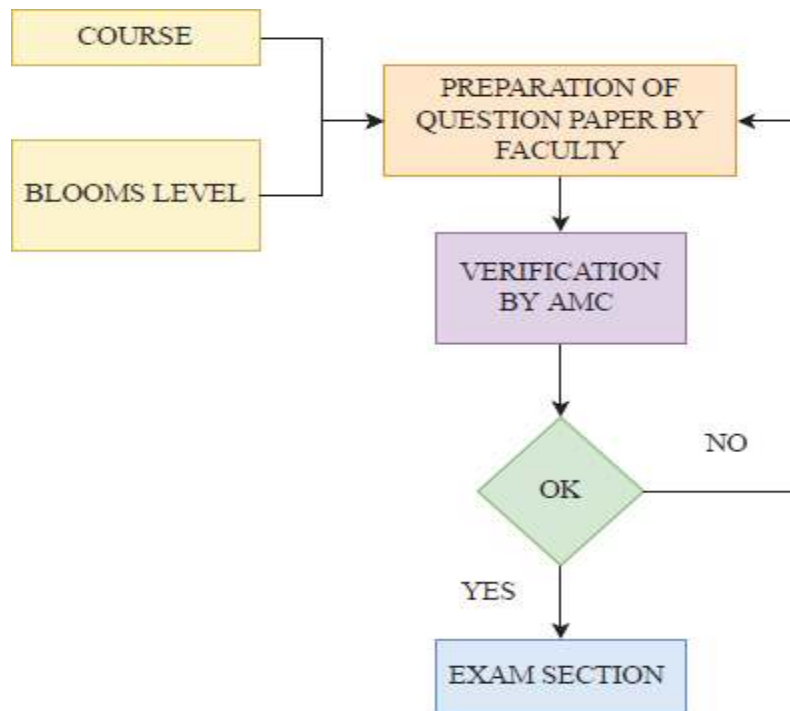 COURSE
PREPARATION OF
QUESTION PAPER BY
FACULTY
BLOOMS LEVEL
VERIFICATION
BY AMC
NO
OK
YES
EXAM SECTION